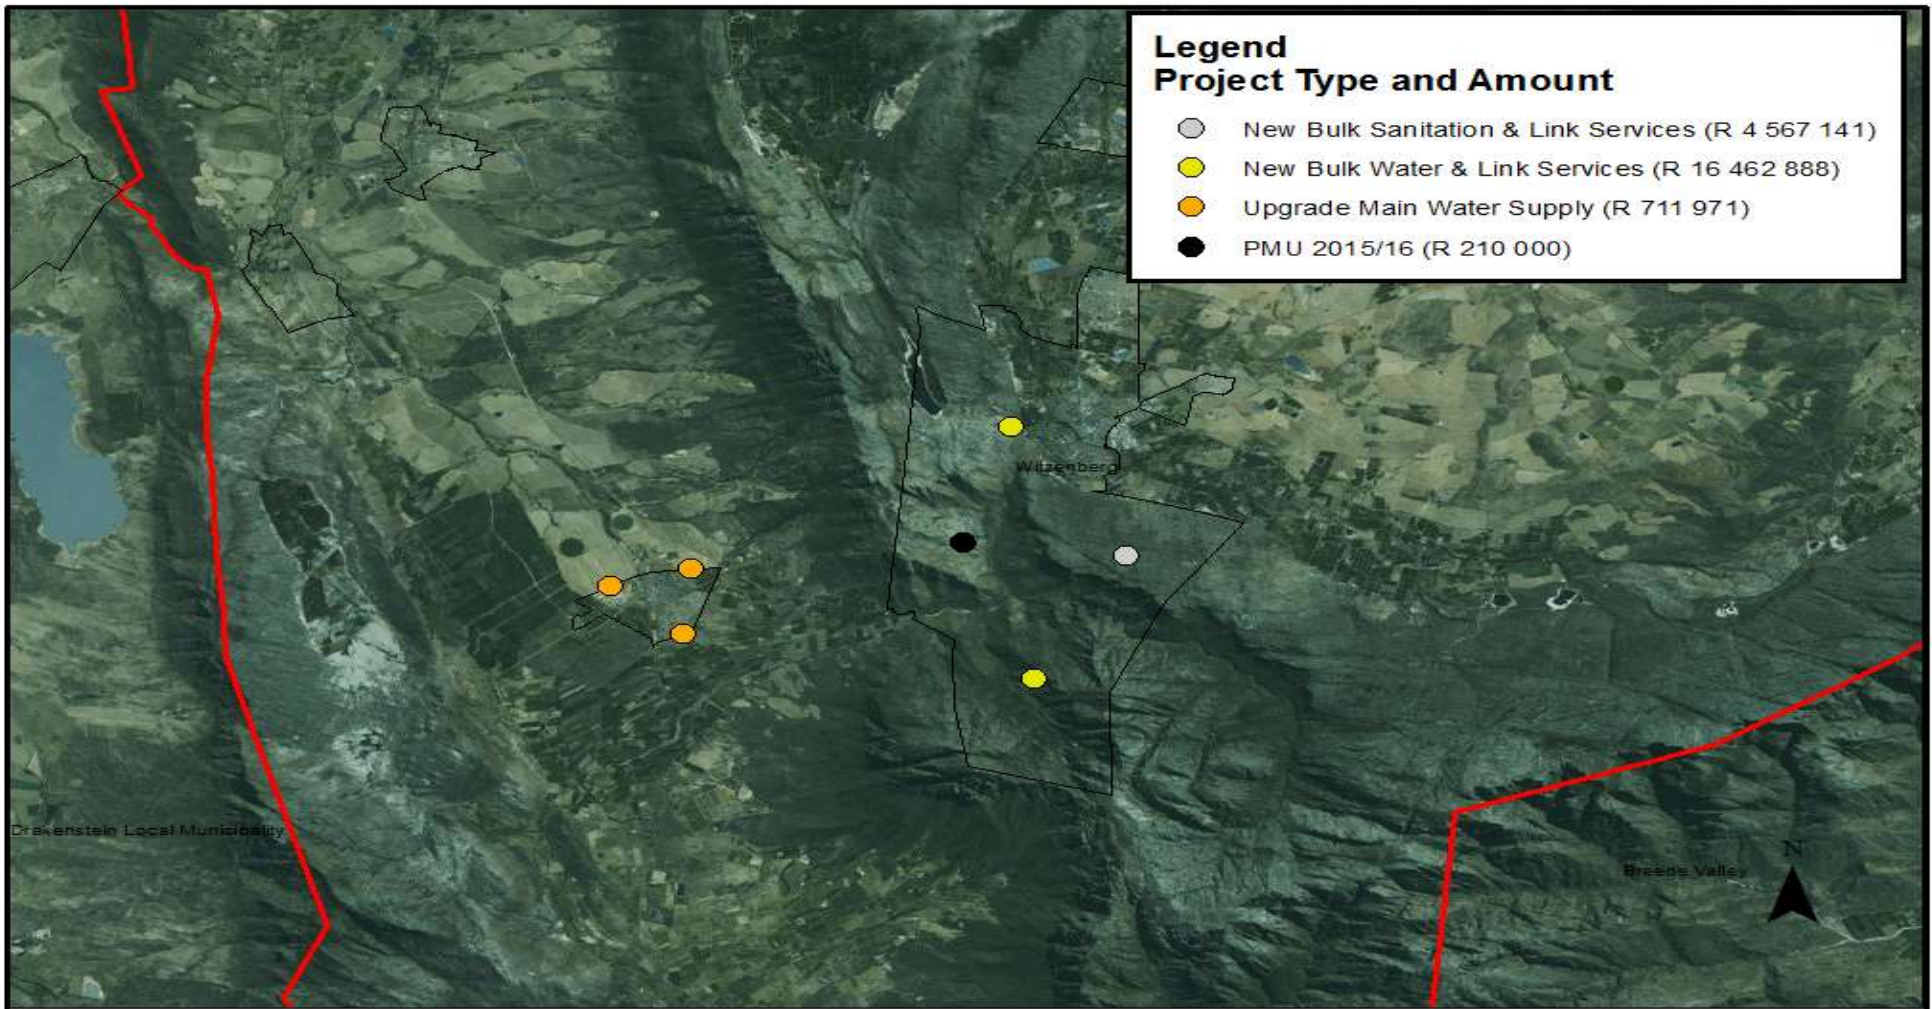 Legend
Project Type and Amount
New Bulk Sanitation & Link Services (R 4 567 141)
New Bulk Water & Link Services (R 16 462 888)
Upgrade Main Water Supply (R 711 971)
PMU 2015/16 (R 210 000)
Witzenberg
Drakenstein Local Municipality
N
Breede Valley